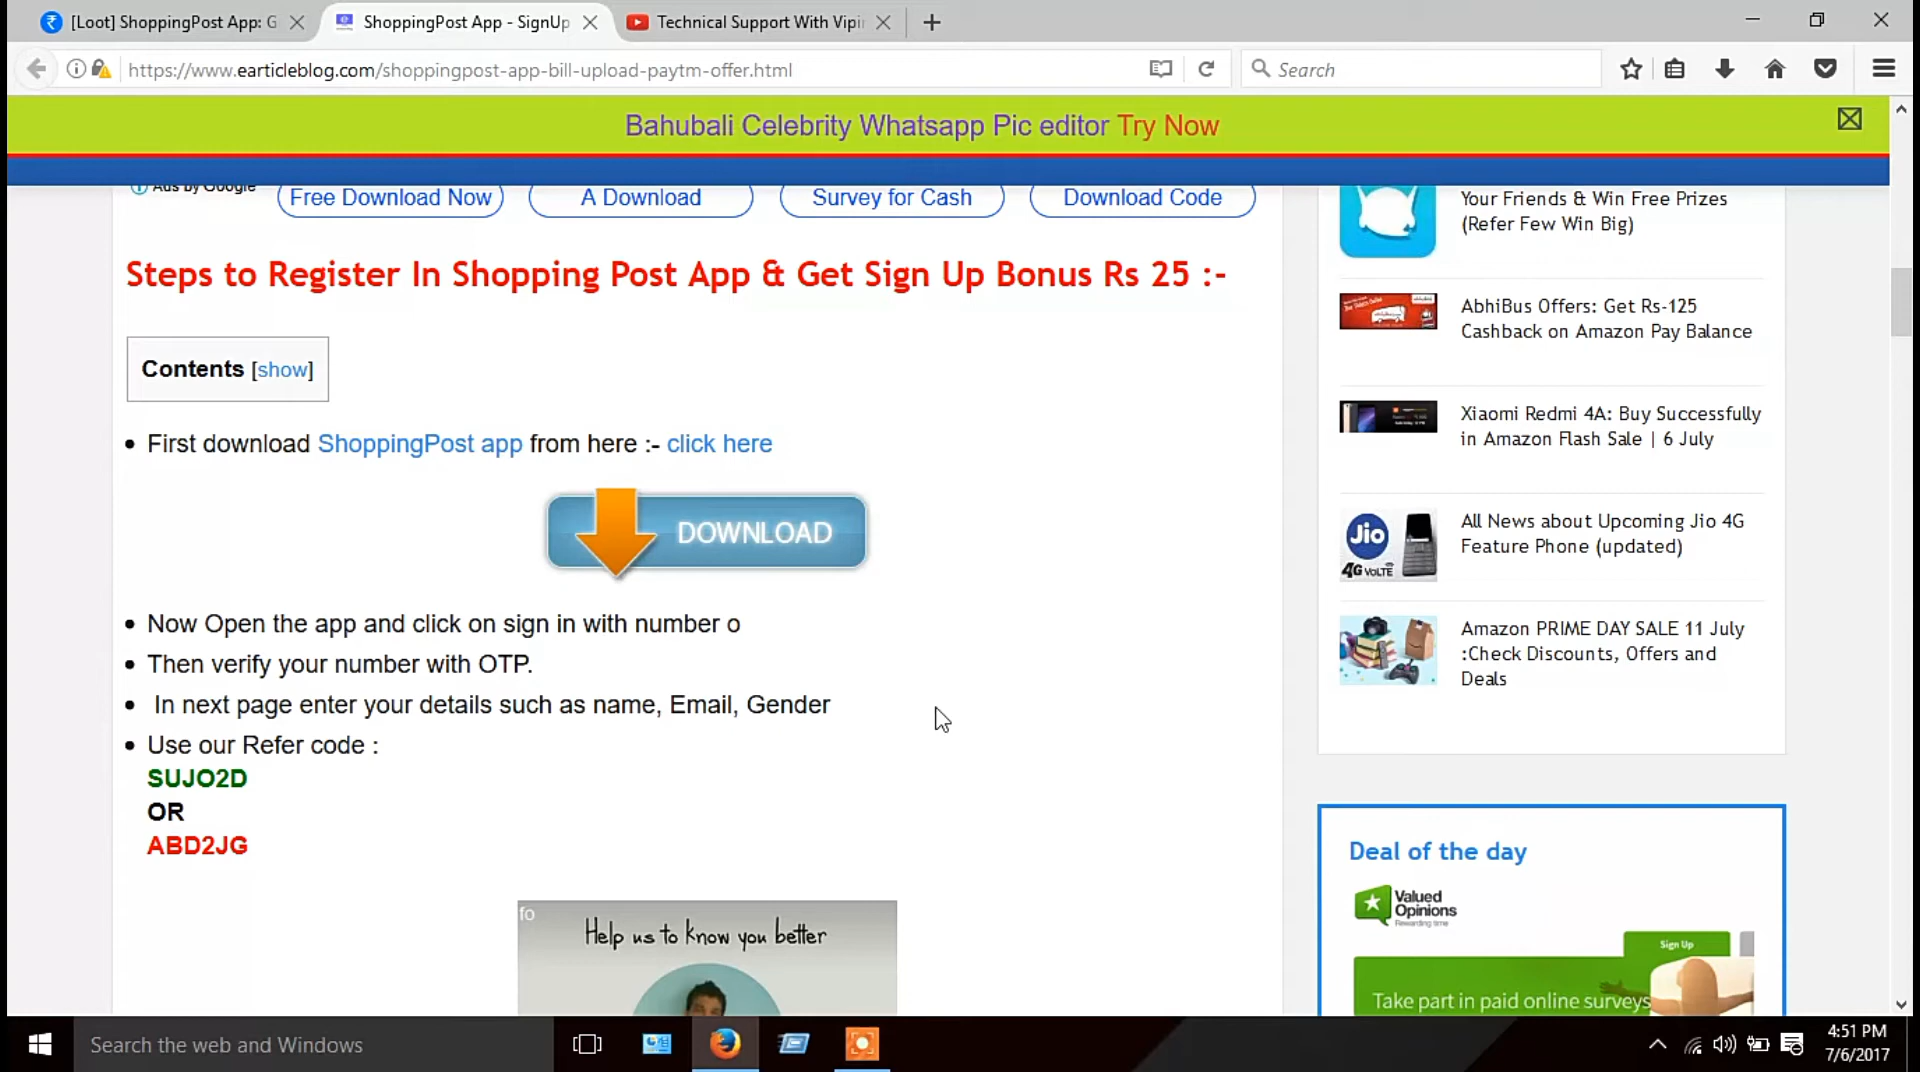 [Loot] ShoppingPost App: G
ShoppingPost App - SignUp
Technical Support With Vipin
https://www.earticleblog.com/shoppingpost-app-bill-upload-paytm-offer.html
Search
Bahubali Celebrity Whatsapp Pic editor Try Now
Ads by Google
Free Download Now
A Download
Survey for Cash
Download Code
Steps to Register In Shopping Post App & Get Sign Up Bonus Rs 25 :-
Contents [show]
• First download ShoppingPost app from here :- click here
DOWNLOAD
• Now Open the app and click on sign in with number o
• Then verify your number with OTP.
• In next page enter your details such as name, Email, Gender
• Use our Refer code :
SUJO2D
OR
ABD2JG
fo
Help us to know you better
Your Friends & Win Free Prizes
(Refer Few Win Big)
AbhiBus Offers: Get Rs-125
Cashback on Amazon Pay Balance
Xiaomi Redmi 4A: Buy Successfully
in Amazon Flash Sale | 6 July
Jio
4G VoLTE
All News about Upcoming Jio 4G
Feature Phone (updated)
Amazon PRIME DAY SALE 11 July
:Check Discounts, Offers and
Deals
Deal of the day
Valued
Opinions
Rewarding time
Sign Up
Take part in paid online surveys
Search the web and Windows
4:51 PM
7/6/2017